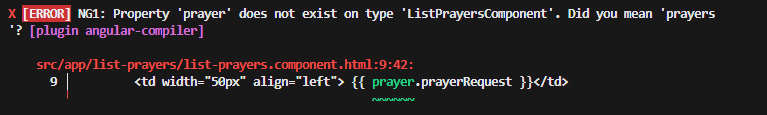 X [ERROR] NG1: Property 'prayer' does not exist on type 'ListPrayersComponent'. Did you mean 'prayers
'? [plugin angular-compiler]
src/app/list-prayers/list-prayers.component.html:9:42:
9 │ <td width="50px" align="left"> {{ prayer.prayerRequest }}</td>
~~~~~~